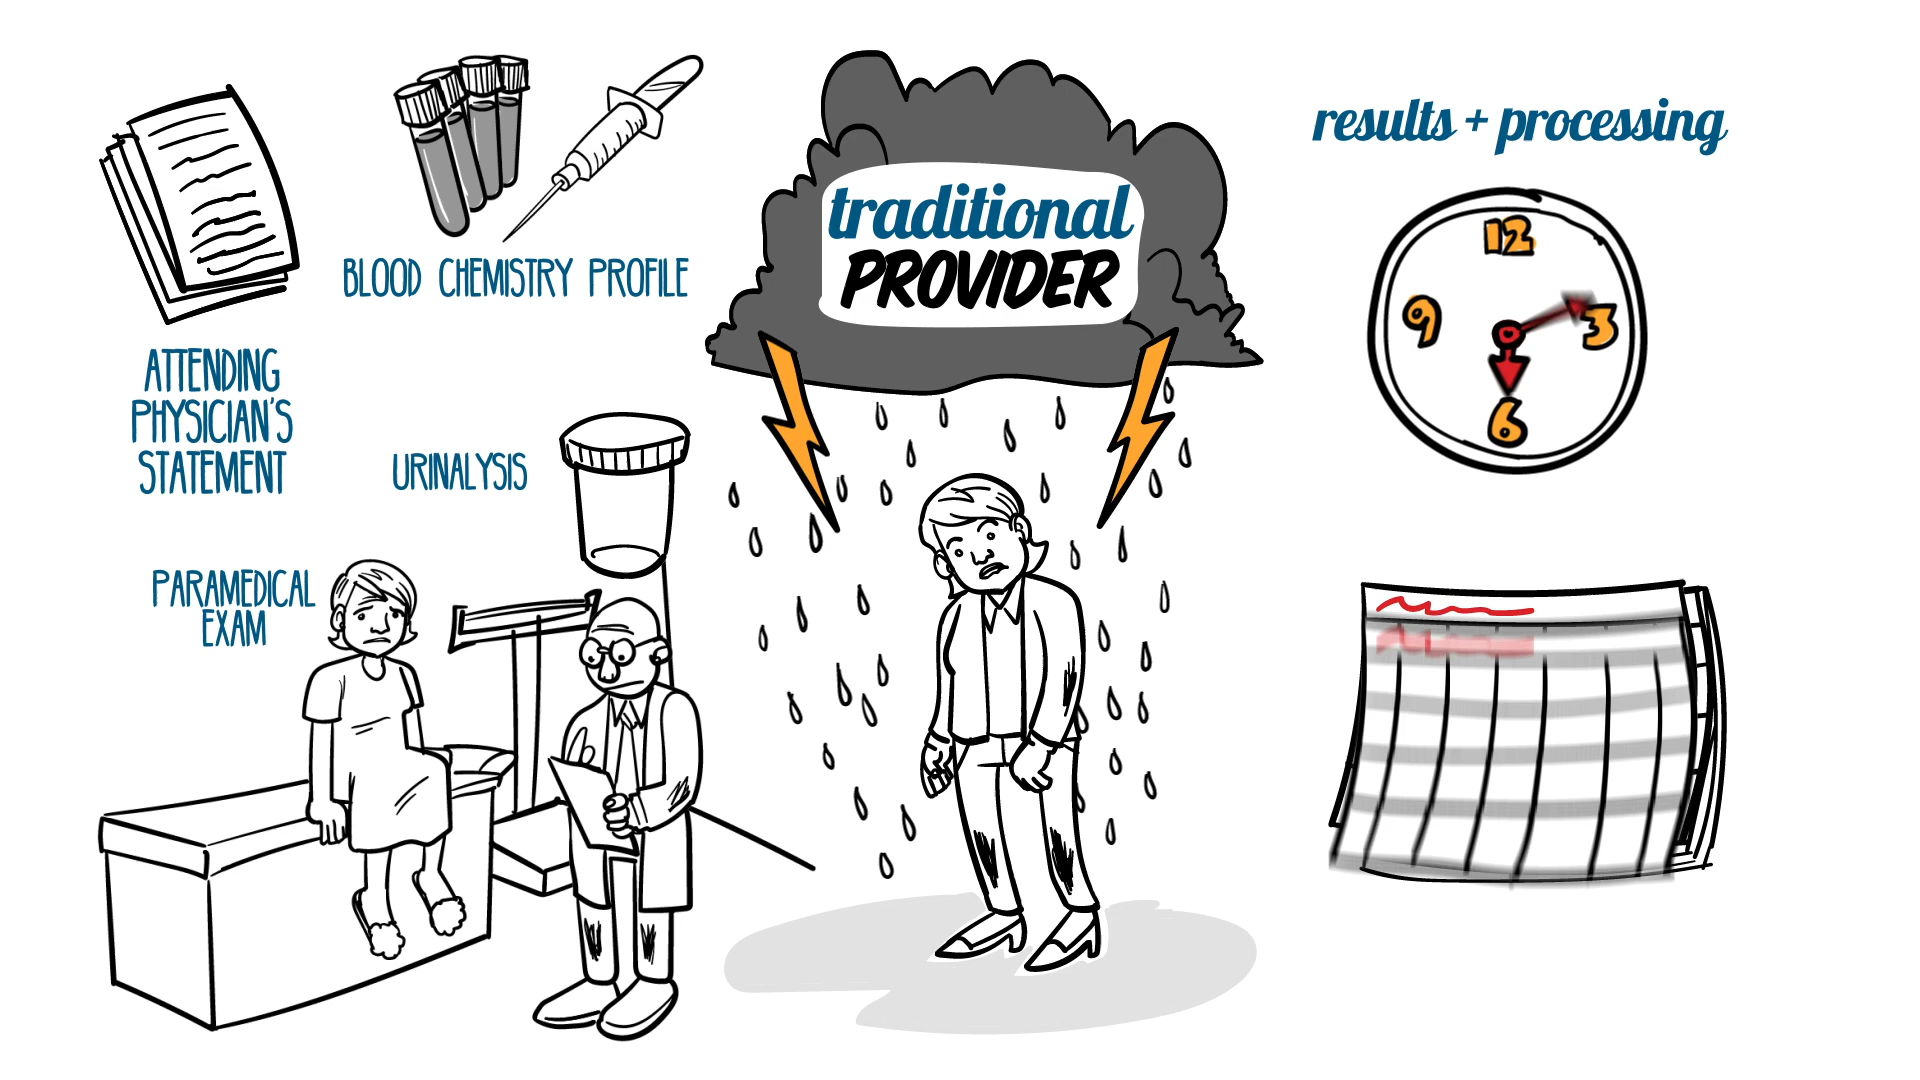 BLOOD CHEMISTRY PROFILE
ATTENDING
PHYSICIAN'S
STATEMENT
URINALYSIS
PARAMEDICAL
EXAM
traditional
PROVIDER
results + processing
12
9
3
6